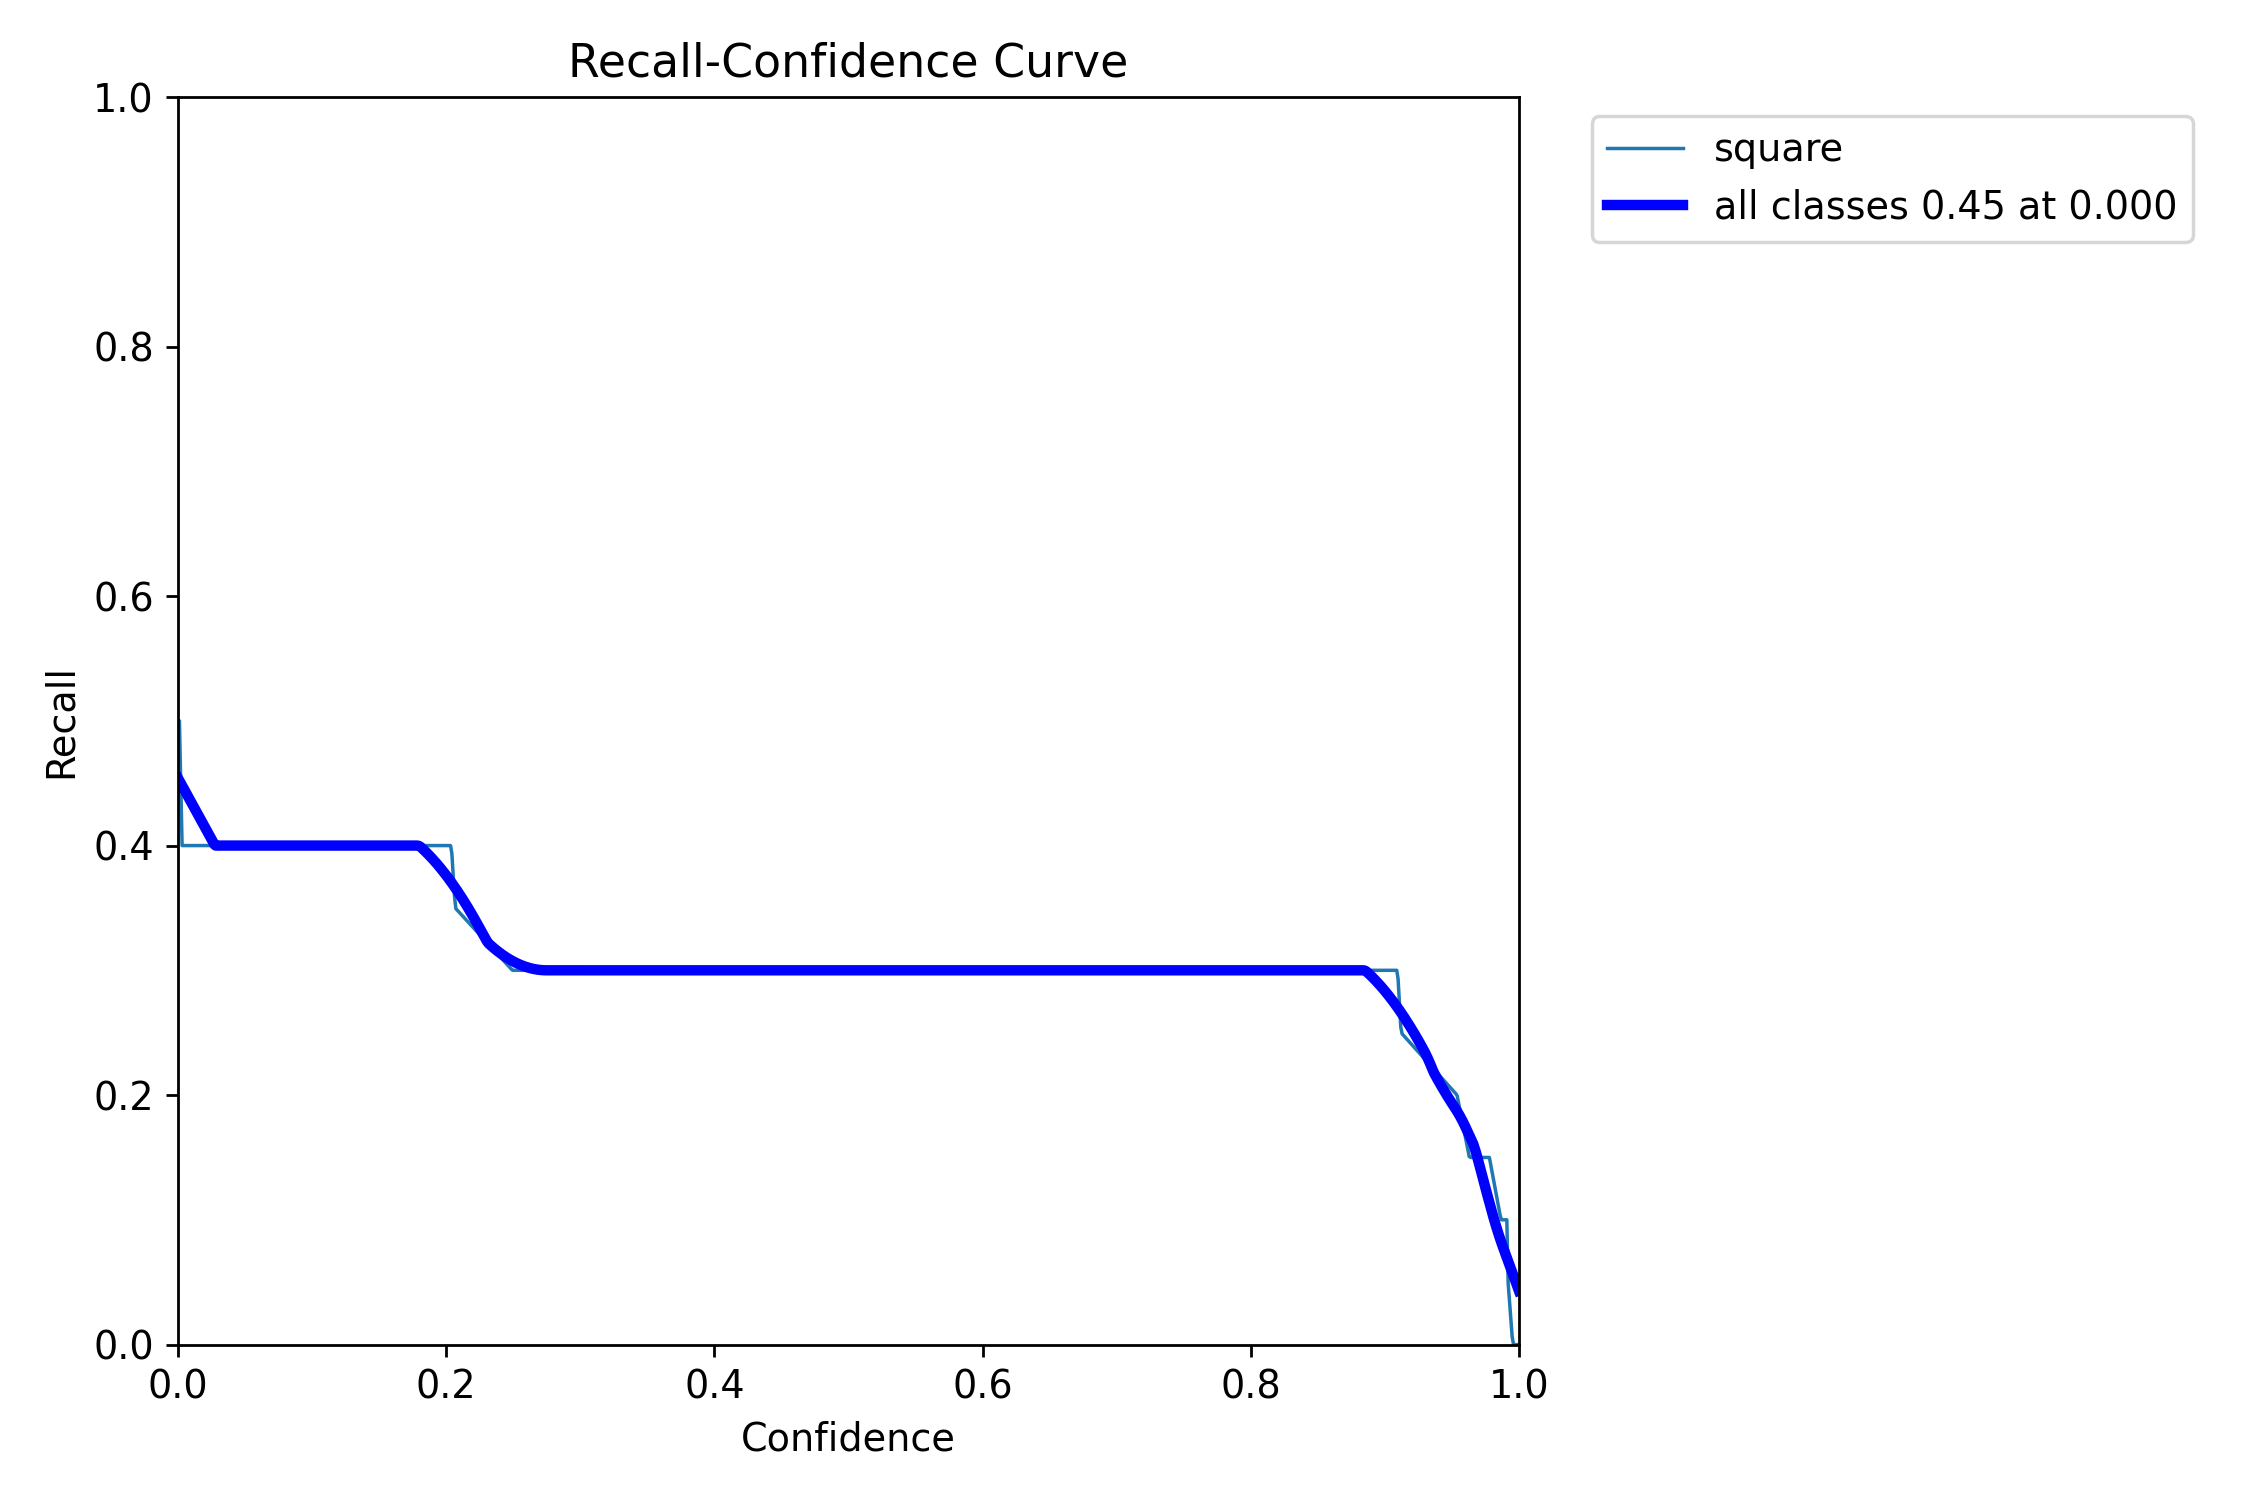 Recall-Confidence Curve
1.0
0.8
0.6
0.4
0.2
0.0
Recall
0.0 0.2 0.4 0.6 0.8 1.0
Confidence
square
all classes 0.45 at 0.000